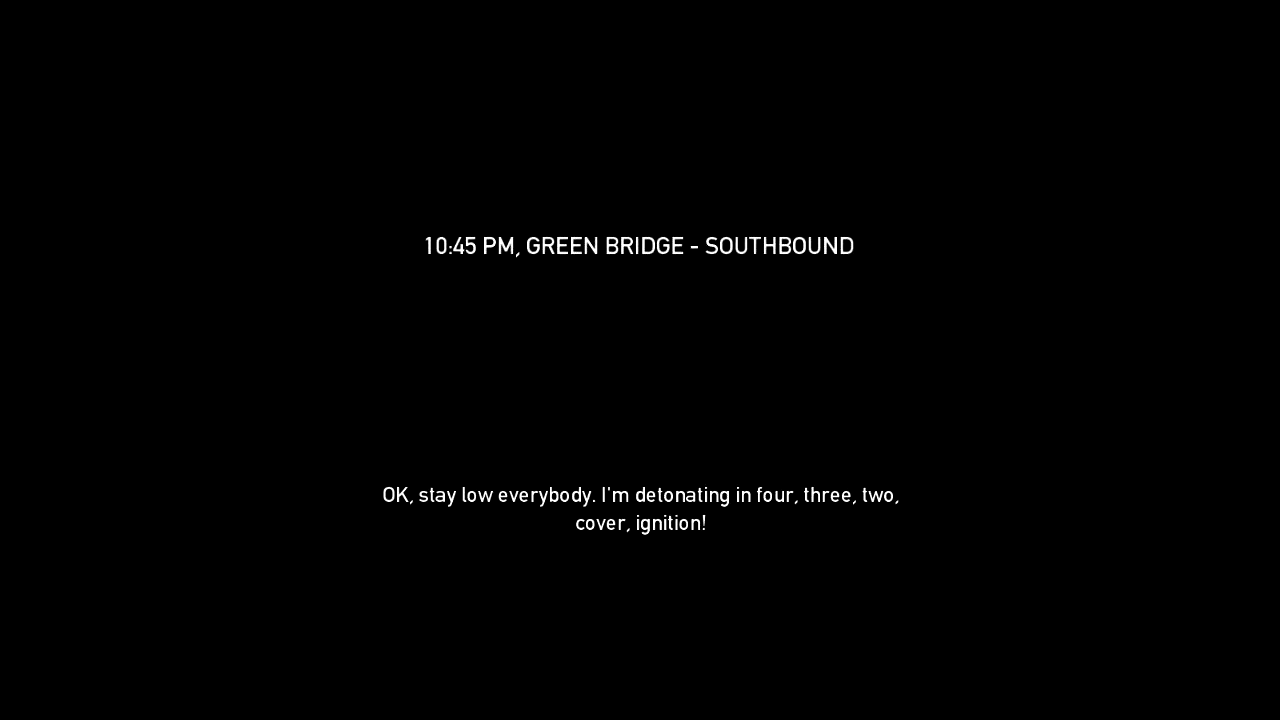 10:45 PM, GREEN BRIDGE - SOUTHBOUND
OK, stay low everybody. I'm detonating in four, three, two,
cover, ignition!